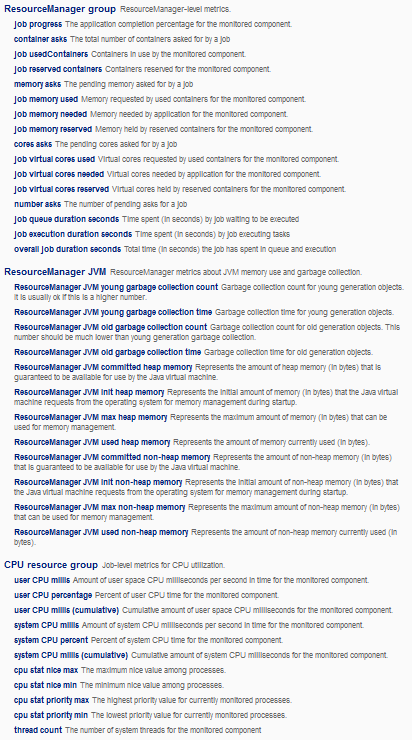 ResourceManager group ResourceManager-level metrics.
job progress The application completion percentage for the monitored component.
container asks The total number of containers asked for by a job
job usedContainers Containers in use by the monitored component.
job reserved containers Containers reserved for the monitored component.
memory asks The pending memory asked for by a job
job memory used Memory requested by used containers for the monitored component.
job memory needed Memory needed by application for the monitored component.
job memory reserved Memory held by reserved containers for the monitored component.
cores asks The pending cores asked for by a job
job virtual cores used Virtual cores requested by used containers for the monitored component.
job virtual cores needed Virtual cores needed by application for the monitored component.
job virtual cores reserved Virtual cores held by reserved containers for the monitored component.
number asks The number of pending asks for a job
job queue duration seconds Time spent (in seconds) by job waiting to be executed
job execution duration seconds Time spent (in seconds) by job executing tasks
overall job duration seconds Total time (in seconds) the job has spent in queue and execution
ResourceManager JVM ResourceManager metrics about JVM memory use and garbage collection.
ResourceManager JVM young garbage collection count Garbage collection count for young generation objects.
It is usually ok if this is a higher number.
ResourceManager JVM young garbage collection time Garbage collection time for young generation objects.
ResourceManager JVM old garbage collection count Garbage collection count for old generation objects. This
number should be much lower than young generation garbage collection.
ResourceManager JVM old garbage collection time Garbage collection time for old generation objects.
ResourceManager JVM committed heap memory Represents the amount of heap memory (in bytes) that is
guaranteed to be available for use by the Java virtual machine.
ResourceManager JVM init heap memory Represents the initial amount of memory (in bytes) that the Java virtual
machine requests from the operating system for memory management during startup.
ResourceManager JVM max heap memory Represents the maximum amount of memory (in bytes) that can be
used for memory management.
ResourceManager JVM used heap memory Represents the amount of memory currently used (in bytes).
ResourceManager JVM committed non-heap memory Represents the amount of non-heap memory (in bytes)
that is guaranteed to be available for use by the Java virtual machine.
ResourceManager JVM init non-heap memory Represents the initial amount of non-heap memory (in bytes) that
the Java virtual machine requests from the operating system for memory management during startup.
ResourceManager JVM max non-heap memory Represents the maximum amount of non-heap memory (in bytes)
that can be used for memory management.
ResourceManager JVM used non-heap memory Represents the amount of non-heap memory currently used (in
bytes).
CPU resource group Job-level metrics for CPU utilization.
user CPU millis Amount of user space CPU milliseconds per second in time for the monitored component.
user CPU percentage Percent of user CPU time for the monitored component.
user CPU millis (cumulative) Cumulative amount of user space CPU milliseconds for the monitored component.
system CPU millis Amount of system CPU milliseconds per second in time for the monitored component.
system CPU percent Percent of system CPU time for the monitored component.
system CPU millis (cumulative) Cumulative amount of system CPU milliseconds for the monitored component.
cpu stat nice max The maximum nice value among processes.
cpu stat nice min The minimum nice value among processes.
cpu stat priority max The highest priority value for currently monitored processes.
cpu stat priority min The lowest priority value for currently monitored processes.
thread count The number of system threads for the monitored component